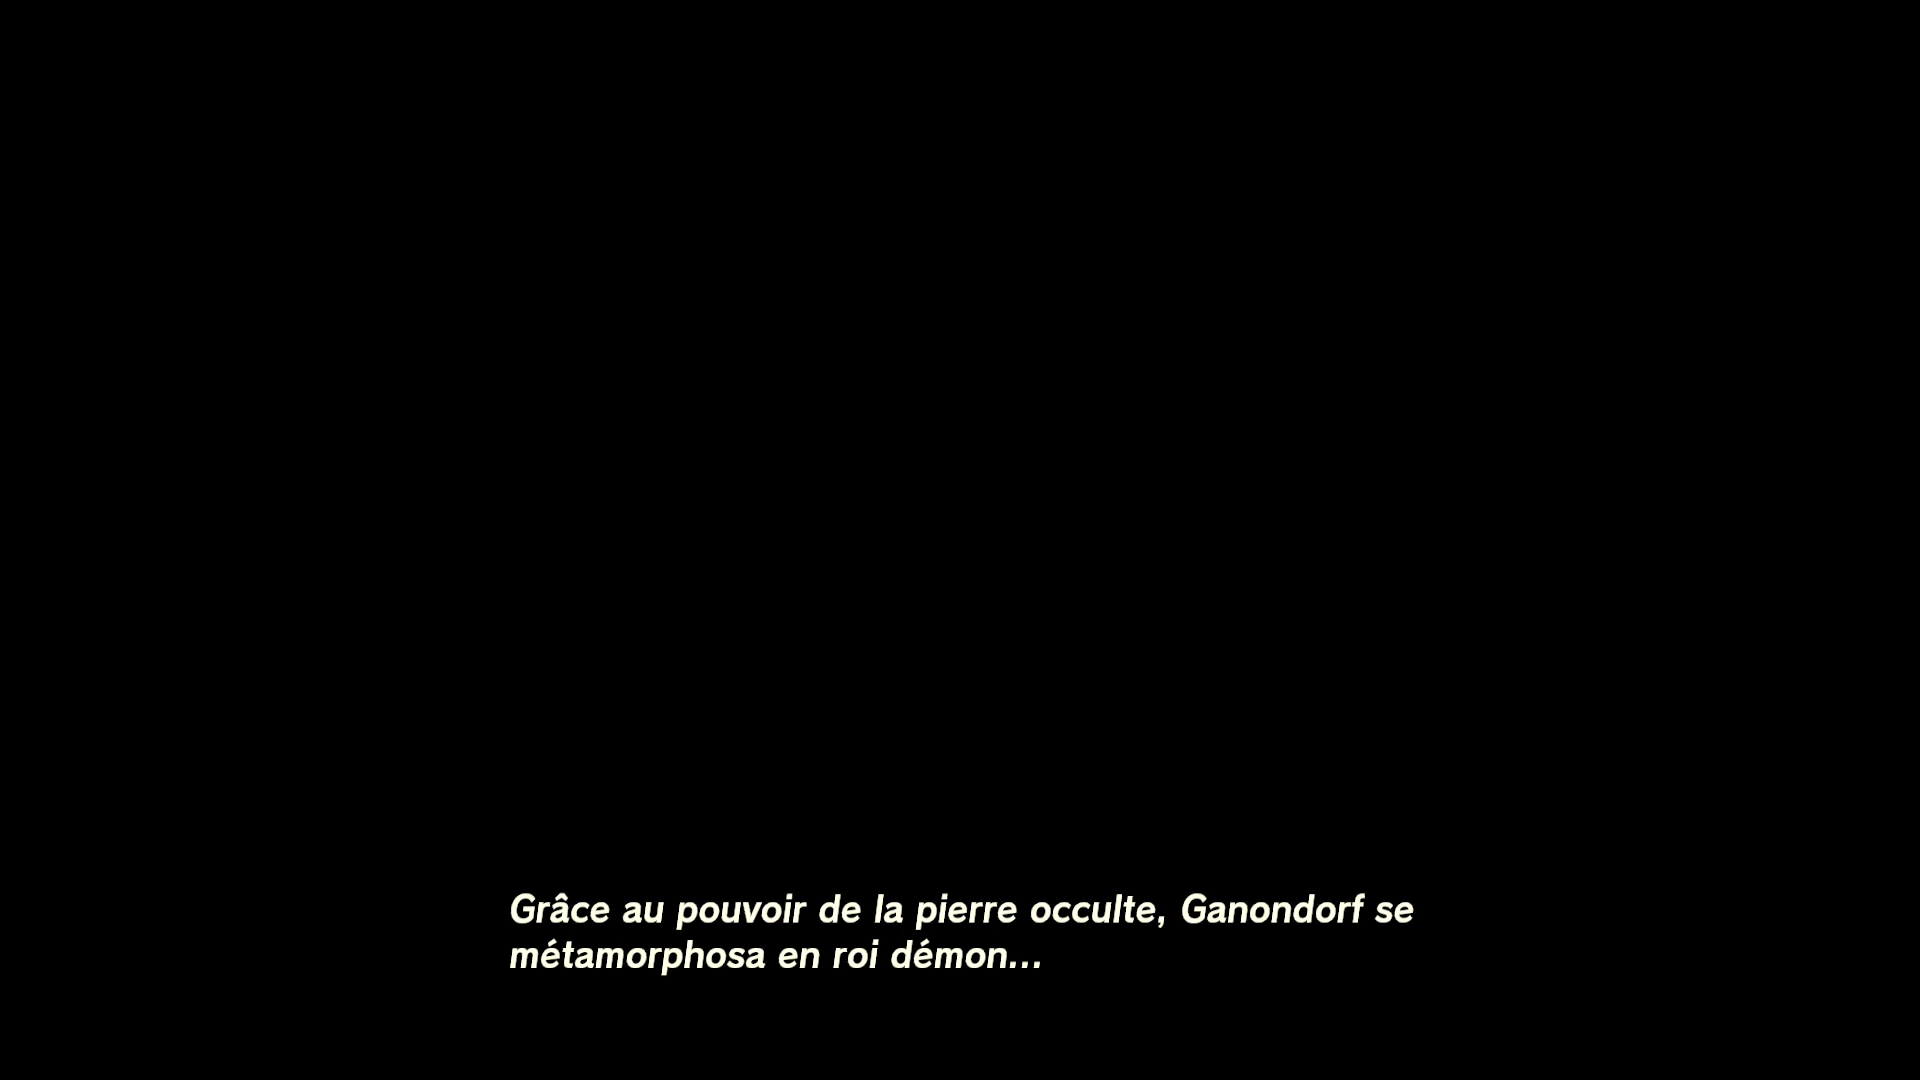 Grâce au pouvoir de la pierre occulte, Ganondorf se
métamorphosa en roi démon...